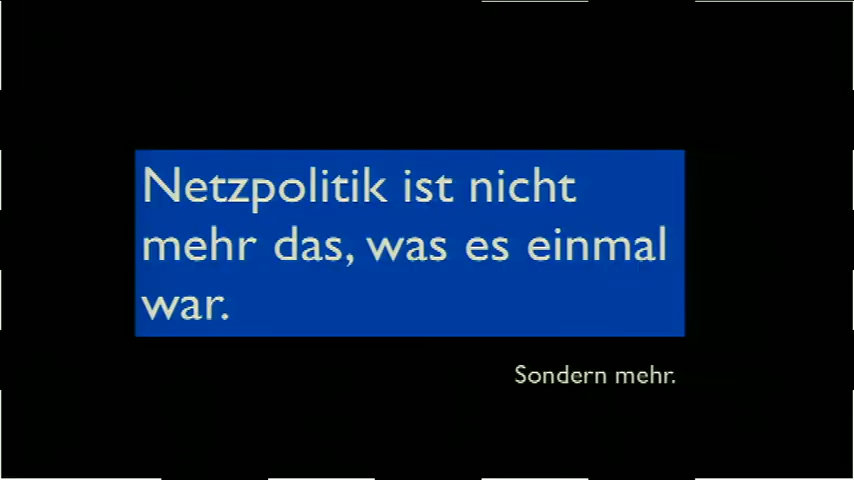 Netzpolitik ist nicht
mehr das, was es einmal
war.
Sondern mehr.